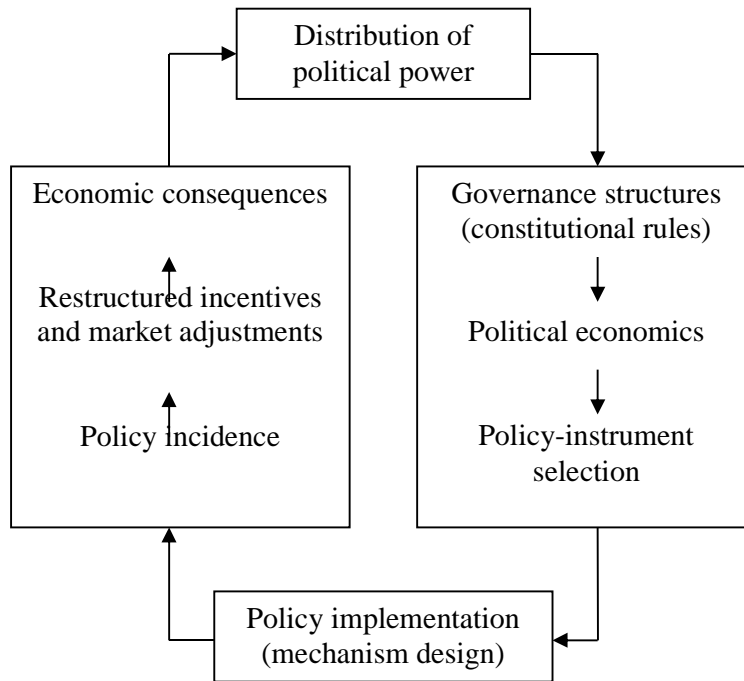 Distribution of
political power
Economic consequences
Restructured incentives
and market adjustments
Policy incidence
Governance structures
(constitutional rules)
Political economics
Policy-instrument
selection
Policy implementation
(mechanism design)